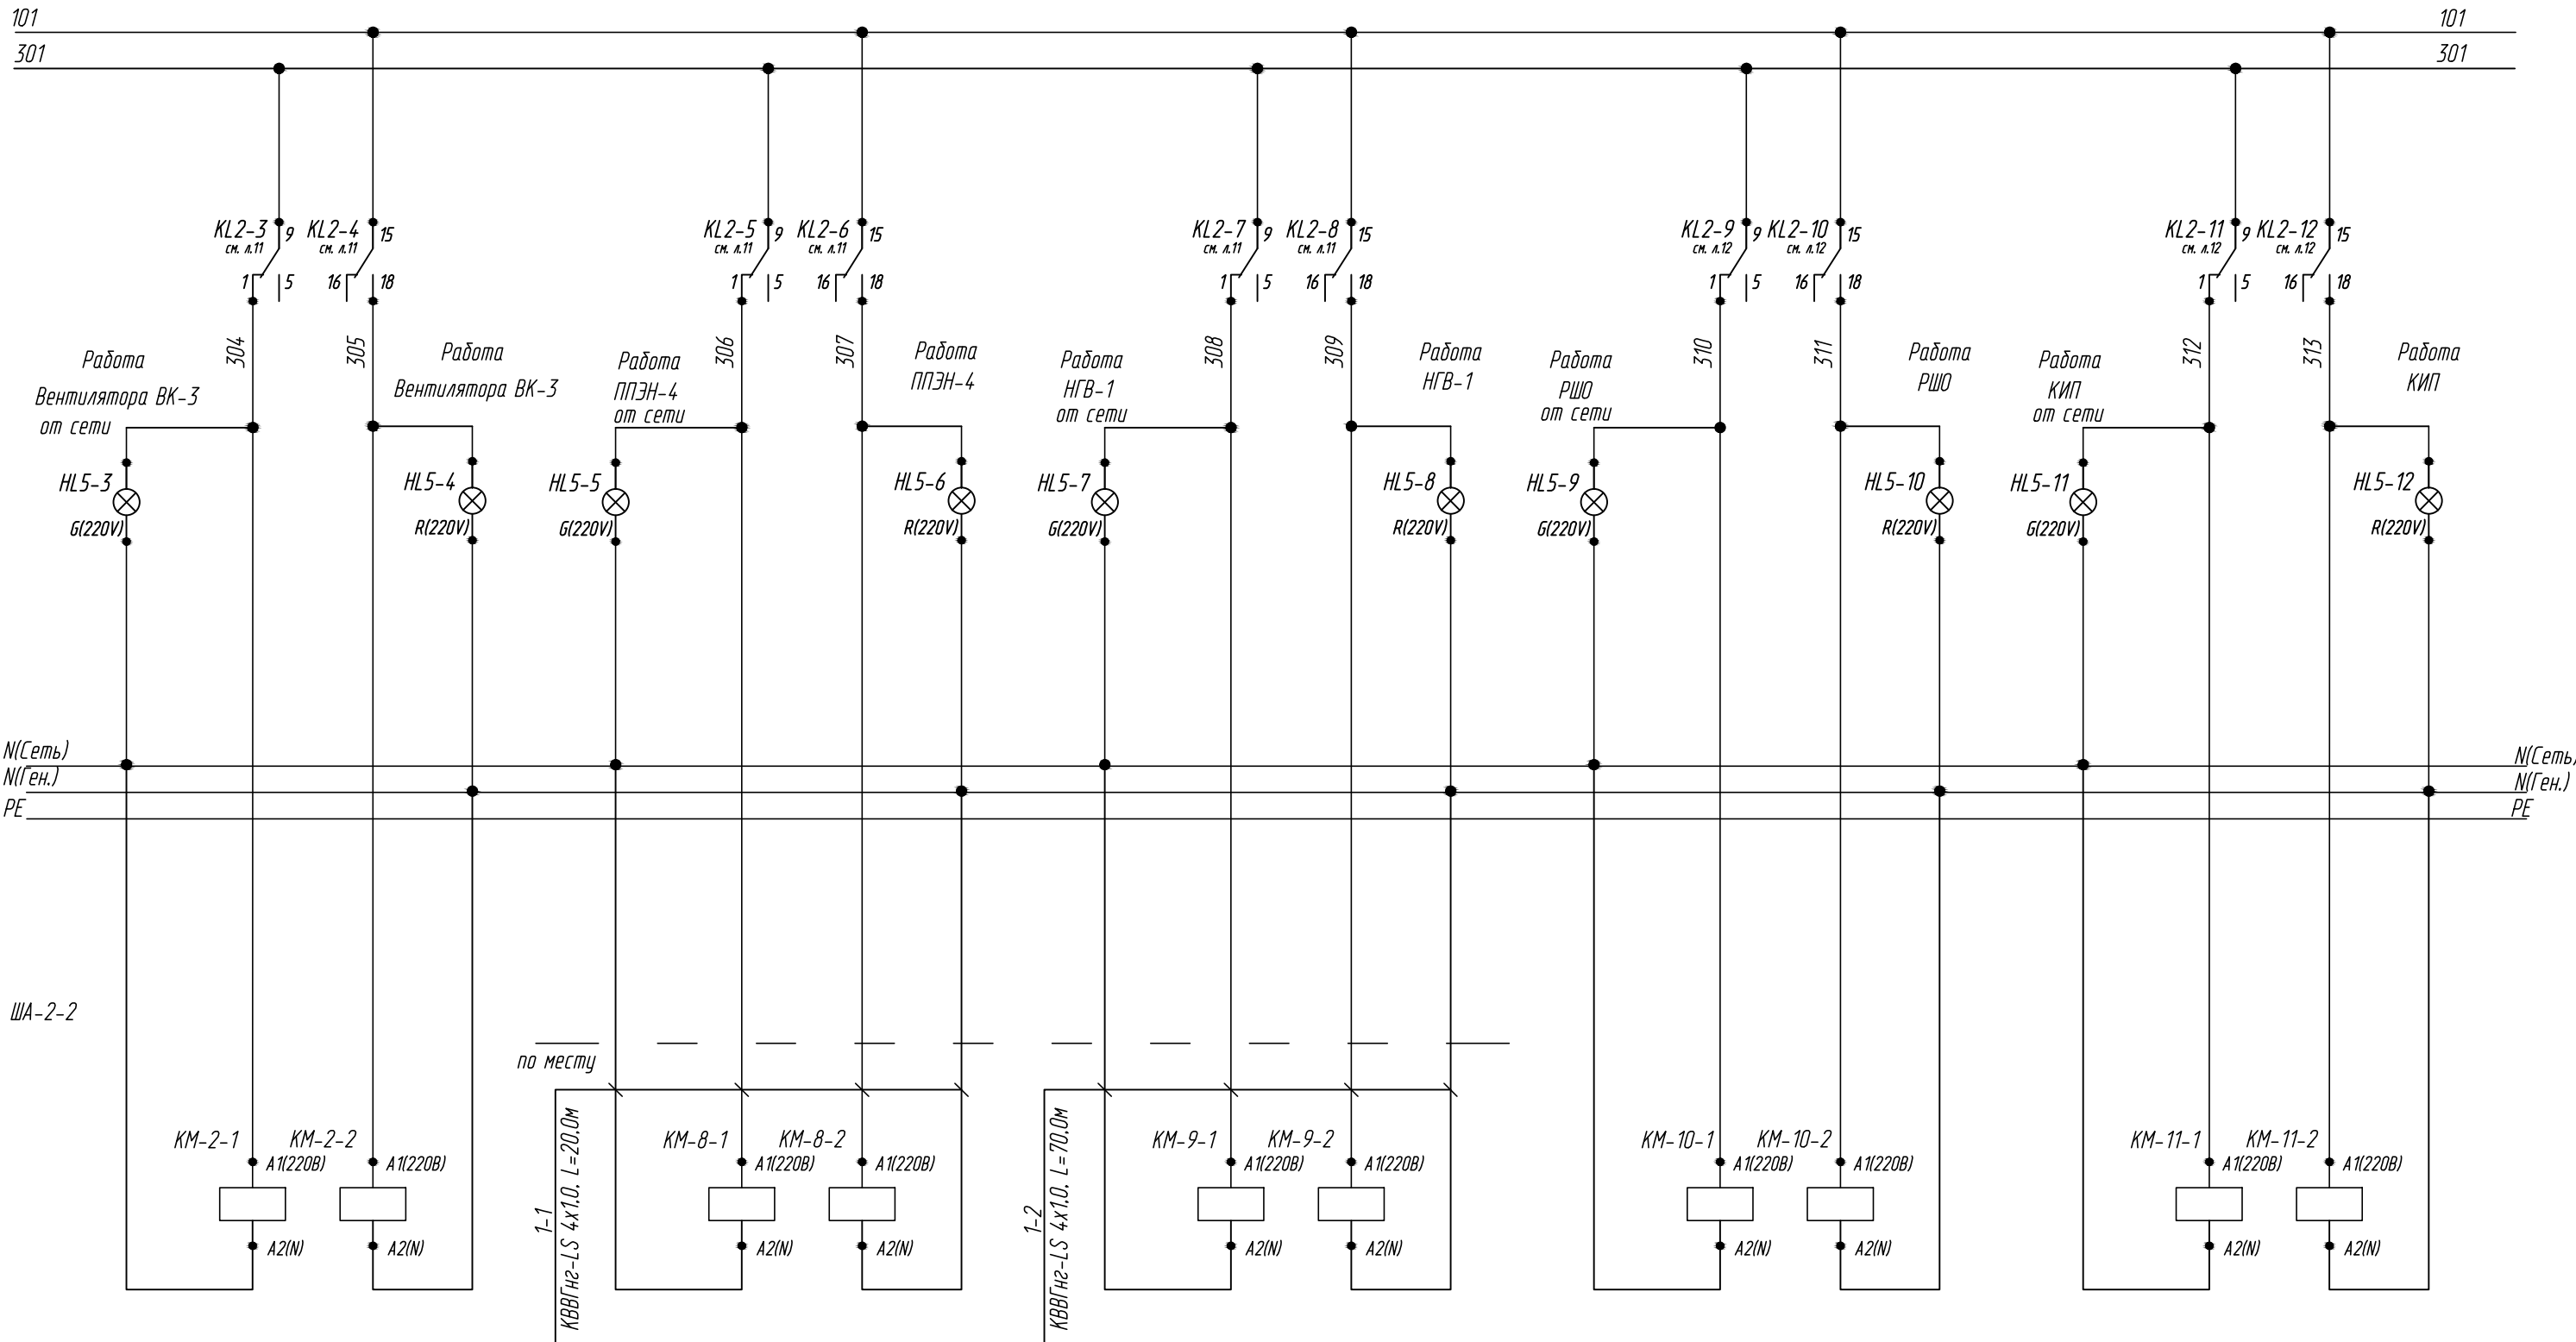 101
101
301
301
KL2-3
см. л.11
9
1
5
KL2-4
см. л.11
15
16
18
KL2-5
см. л.11
9
1
5
KL2-6
см. л.11
15
16
18
KL2-7
см. л.11
9
1
5
KL2-8
см. л.11
15
16
18
KL2-9
см. л.12
9
1
5
KL2-10
см. л.12
15
16
18
KL2-11
см. л.12
9
1
5
KL2-12
см. л.12
15
16
18
304
305
306
307
308
309
310
311
312
313
Работа
Вентилятора ВК-3
от сети
Работа
Вентилятора ВК-3
Работа
ППЭН-4
от сети
Работа
ППЭН-4
Работа
НГВ-1
от сети
Работа
НГВ-1
Работа
РШО
от сети
Работа
РШО
Работа
КИП
от сети
Работа
КИП
HL5-3
G(220V)
HL5-4
R(220V)
HL5-5
G(220V)
HL5-6
R(220V)
HL5-7
G(220V)
HL5-8
R(220V)
HL5-9
G(220V)
HL5-10
R(220V)
HL5-11
G(220V)
HL5-12
R(220V)
N(Сеть)
N(Сеть)
N(Ген.)
N(Ген.)
PE
PE
ША-2-2
по месту
1-1
КВВГнг-LS 4х1.0, L=20,0м
1-2
КВВГнг-LS 4х1.0, L=70,0м
KM-2-1
A1(220В)
A2(N)
KM-2-2
A1(220В)
A2(N)
KM-8-1
A1(220В)
A2(N)
KM-8-2
A1(220В)
A2(N)
KM-9-1
A1(220В)
A2(N)
KM-9-2
A1(220В)
A2(N)
KM-10-1
A1(220В)
A2(N)
KM-10-2
A1(220В)
A2(N)
KM-11-1
A1(220В)
A2(N)
KM-11-2
A1(220В)
A2(N)